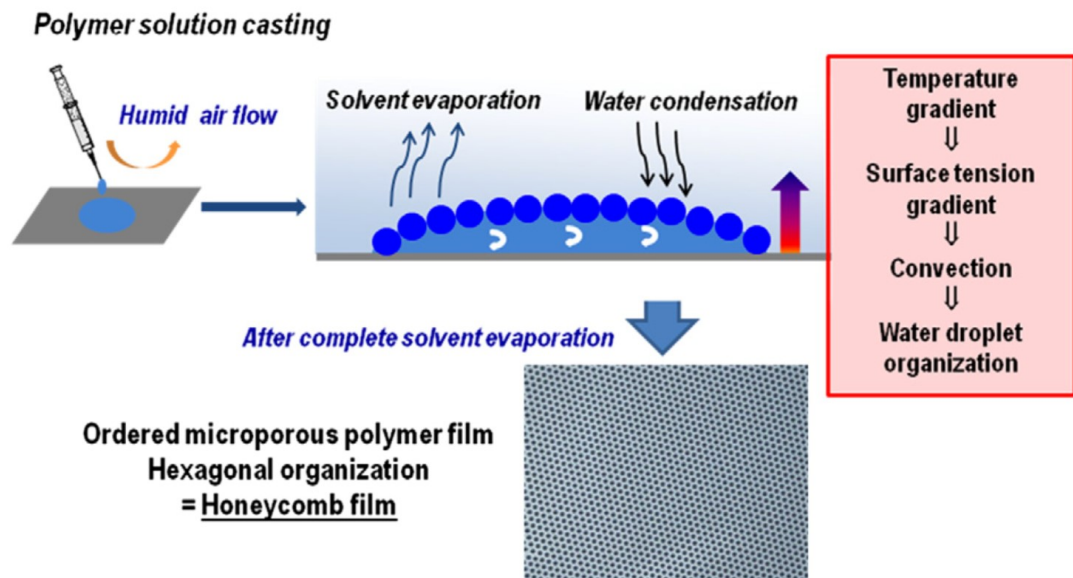 Polymer solution casting
Humid air flow
Solvent evaporation
Water condensation
Temperature
gradient
⇓
Surface tension
gradient
⇓
Convection
⇓
Water droplet
organization
After complete solvent evaporation
Ordered microporous polymer film
Hexagonal organization
= Honeycomb film